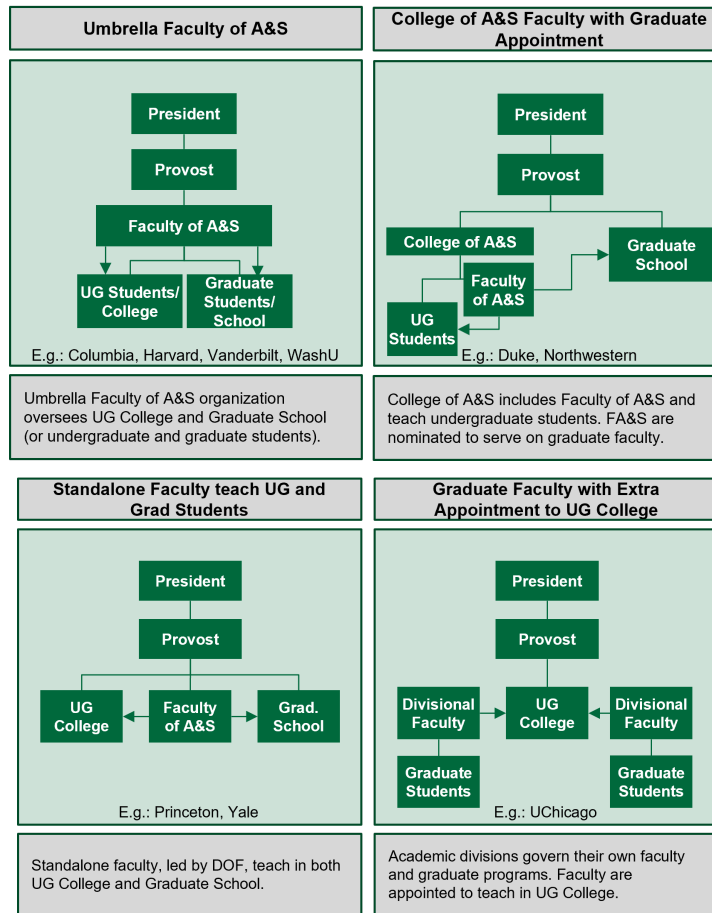 Umbrella Faculty of A&S
President
Provost
Faculty of A&S
UG Students/
College
Graduate
Students/
School
E.g.: Columbia, Harvard, Vanderbilt, WashU
Umbrella Faculty of A&S organization
oversees UG College and Graduate School
(or undergraduate and graduate students).
College of A&S Faculty with Graduate
Appointment
President
Provost
College of A&S
Graduate
School
Faculty
of A&S
UG
Students
E.g.: Duke, Northwestern
College of A&S includes Faculty of A&S and
teach undergraduate students. FA&S are
nominated to serve on graduate faculty.
Standalone Faculty teach UG and
Grad Students
President
Provost
UG
College
Faculty
of A&S
Grad.
School
E.g.: Princeton, Yale
Standalone faculty, led by DOF, teach in both
UG College and Graduate School.
Graduate Faculty with Extra
Appointment to UG College
President
Provost
Divisional
Faculty
UG
College
Divisional
Faculty
Graduate
Students
Graduate
Students
E.g.: UChicago
Academic divisions govern their own faculty
and graduate programs. Faculty are
appointed to teach in UG College.